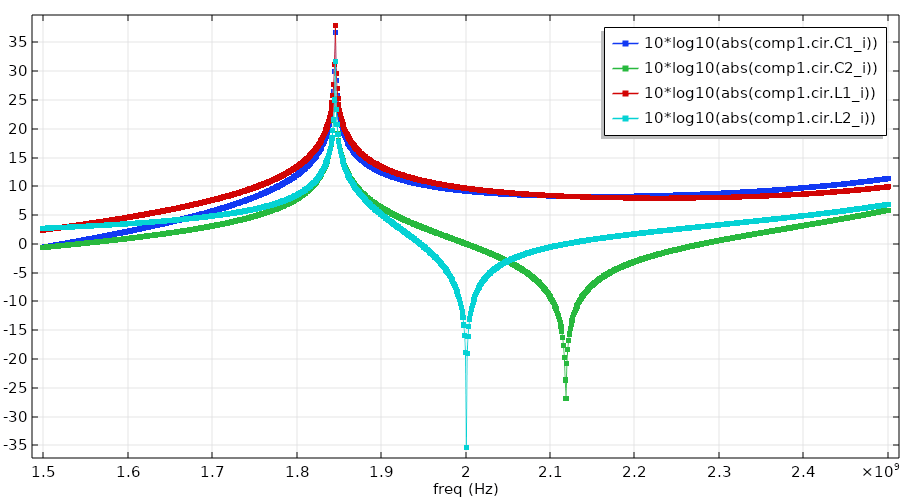 10*log10(abs(comp1.cir.C1_i))
10*log10(abs(comp1.cir.C2_i))
10*log10(abs(comp1.cir.L1_i))
10*log10(abs(comp1.cir.L2_i))
35
30
25
20
15
10
5
0
-5
-10
-15
-20
-25
-30
-35
1.5 1.6 1.7 1.8 1.9 2 2.1 2.2 2.3 2.4 ×10⁹
freq (Hz)